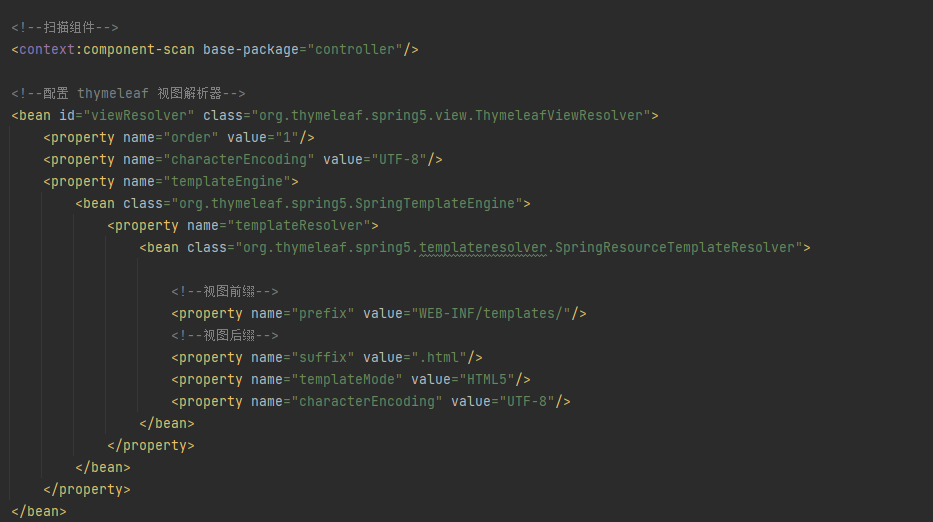 <!--扫描组件-->
<context:component-scan base-package="controller"/>
<!--配置 thymeleaf 视图解析器-->
<bean id="viewResolver" class="org.thymeleaf.spring5.view.ThymeleafViewResolver">
<property name="order" value="1"/>
<property name="characterEncoding" value="UTF-8"/>
<property name="templateEngine">
<bean class="org.thymeleaf.spring5.SpringTemplateEngine">
<property name="templateResolver">
<bean class="org.thymeleaf.spring5.templateresolver.SpringResourceTemplateResolver">
<!--视图前缀-->
<property name="prefix" value="WEB-INF/templates/"/>
<!--视图后缀-->
<property name="suffix" value=".html"/>
<property name="templateMode" value="HTML5"/>
<property name="characterEncoding" value="UTF-8"/>
</bean>
</property>
</bean>
</property>
</bean>